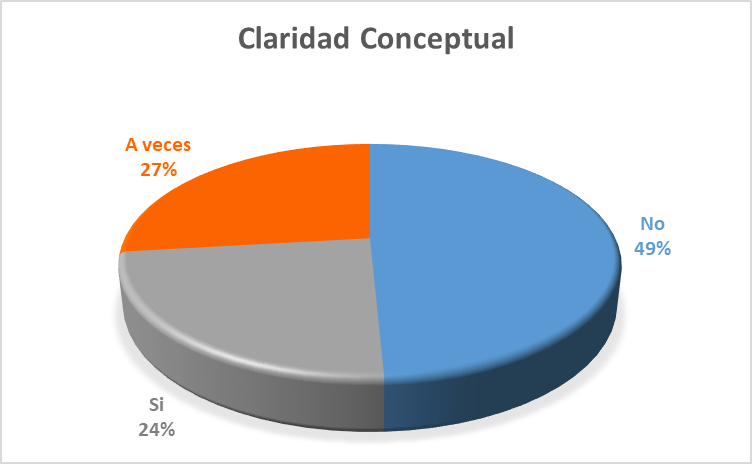 Claridad Conceptual
A veces
27%
No
49%
Si
24%